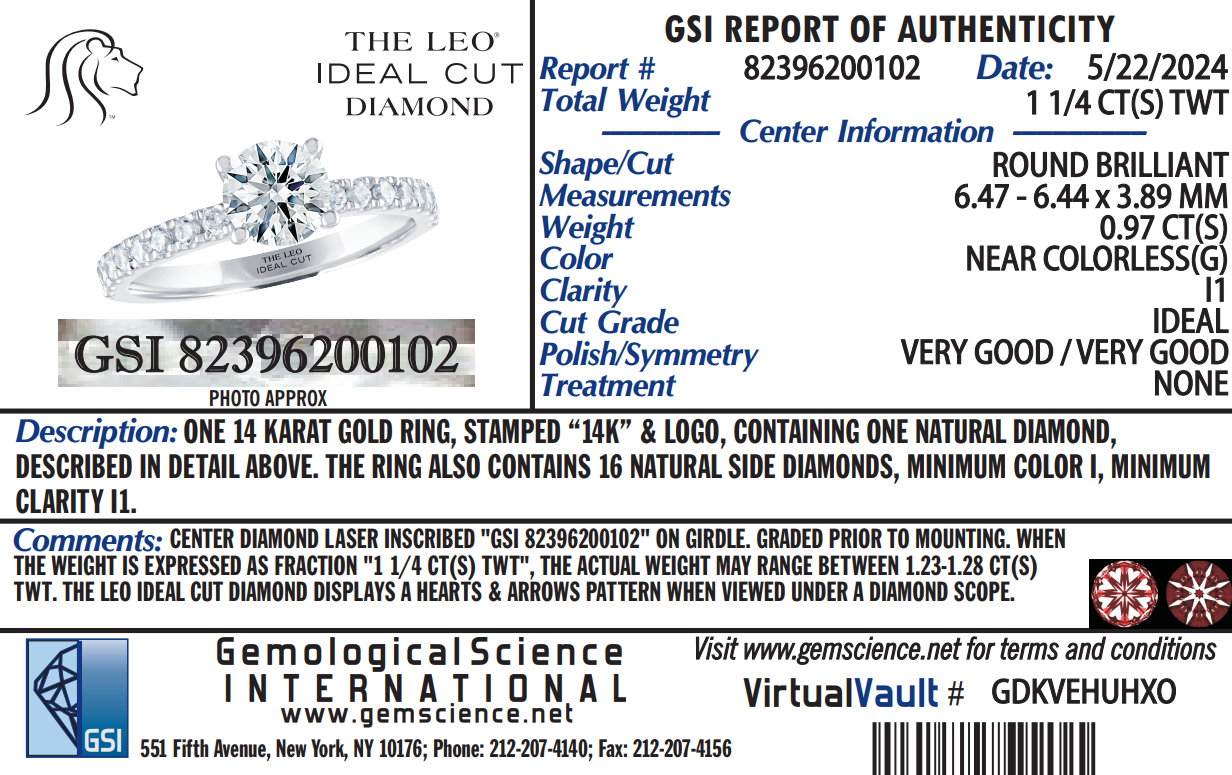 THE LEO®
IDEAL CUT
DIAMOND
™
THE LEO
IDEAL CUT
GSI 82396200102
PHOTO APPROX
GSI REPORT OF AUTHENTICITY
Report # 82396200102 Date: 5/22/2024
Total Weight 1 1/4 CT(S) TWT
Center Information
Shape/Cut ROUND BRILLIANT
Measurements 6.47 - 6.44 x 3.89 MM
Weight 0.97 CT(S)
Color NEAR COLORLESS(G)
Clarity I1
Cut Grade IDEAL
Polish/Symmetry VERY GOOD / VERY GOOD
Treatment NONE
Description: ONE 14 KARAT GOLD RING, STAMPED “14K” & LOGO, CONTAINING ONE NATURAL DIAMOND,
DESCRIBED IN DETAIL ABOVE. THE RING ALSO CONTAINS 16 NATURAL SIDE DIAMONDS, MINIMUM COLOR I, MINIMUM
CLARITY I1.
Comments: CENTER DIAMOND LASER INSCRIBED "GSI 82396200102" ON GIRDLE. GRADED PRIOR TO MOUNTING. WHEN
THE WEIGHT IS EXPRESSED AS FRACTION "1 1/4 CT(S) TWT", THE ACTUAL WEIGHT MAY RANGE BETWEEN 1.23-1.28 CT(S)
TWT. THE LEO IDEAL CUT DIAMOND DISPLAYS A HEARTS & ARROWS PATTERN WHEN VIEWED UNDER A DIAMOND SCOPE.
GSI
GemologicalScience
INTERNATIONAL
www.gemscience.net
551 Fifth Avenue, New York, NY 10176; Phone: 212-207-4140; Fax: 212-207-4156
Visit www.gemscience.net for terms and conditions
VirtualVault # GDKVEHUHXO